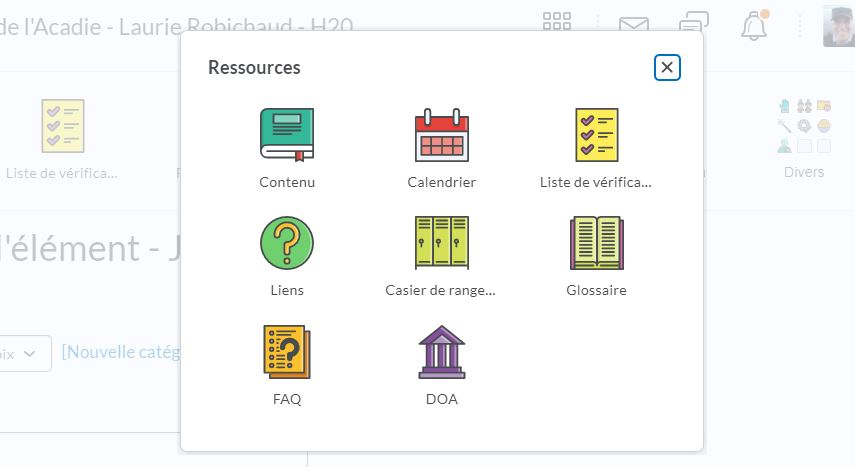 de l'Acadie - Laurie Robichaud - H20
Ressources
Contenu
Calendrier
Liste de vérifica...
Liens
Casier de range...
Glossaire
FAQ
DOA
Liste de vérifica...
Divers
l'élément - J
oix
[Nouvelle catég